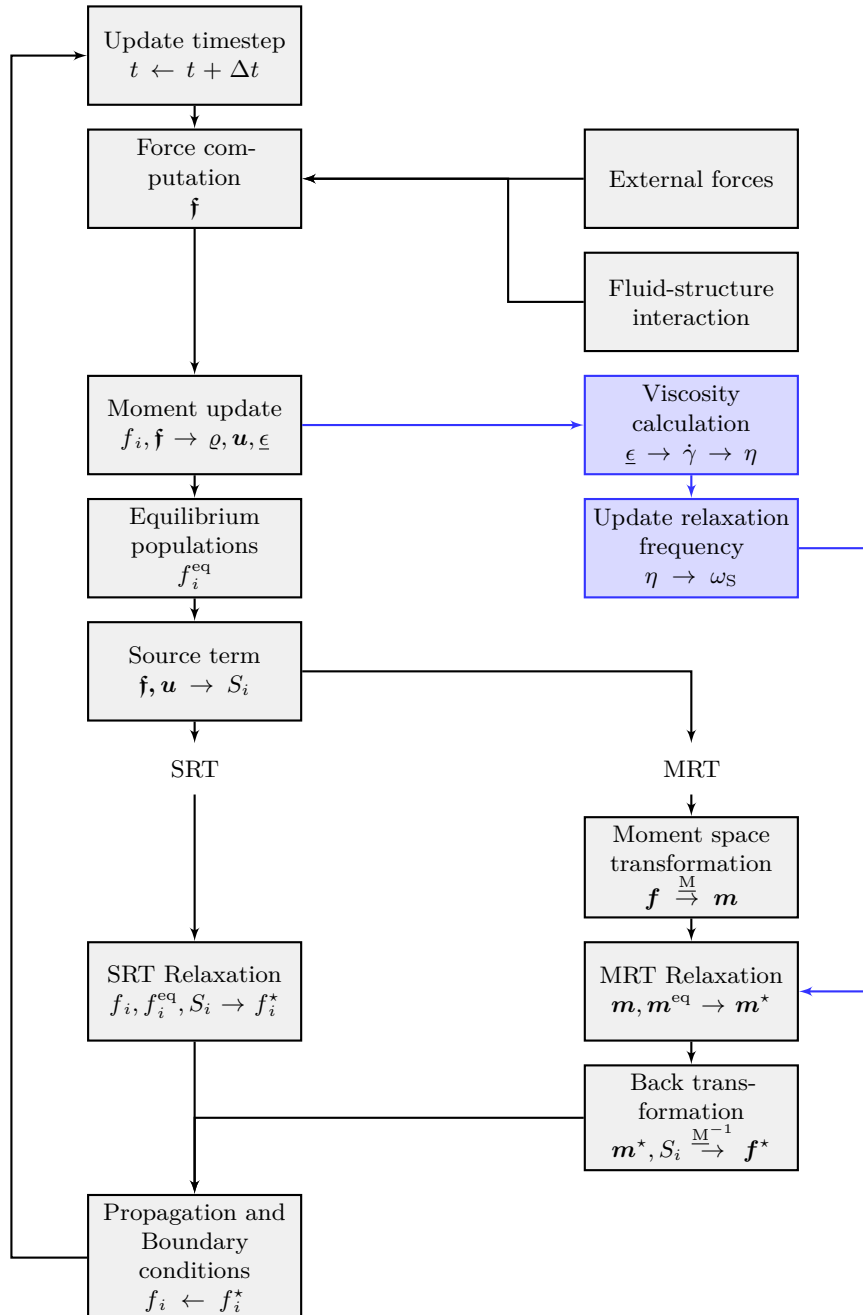 Update timestep
t ← t + Δt
Force com-
putation
𝖋
External forces
Fluid-structure
interaction
Moment update
f_i, 𝖋 → ϱ, u, ϵ
Viscosity
calculation
ϵ → γ̇ → η
Equilibrium
populations
f_i^eq
Update relaxation
frequency
η → ω_S
Source term
𝖋, u → S_i
SRT
MRT
Moment space
transformation
f →^M m
SRT Relaxation
f_i, f_i^eq, S_i → f_i^⋆
MRT Relaxation
m, m^eq → m^⋆
Back trans-
formation
m^⋆, S_i →^{M^−1} f^⋆
Propagation and
Boundary
conditions
f_i ← f_i^⋆